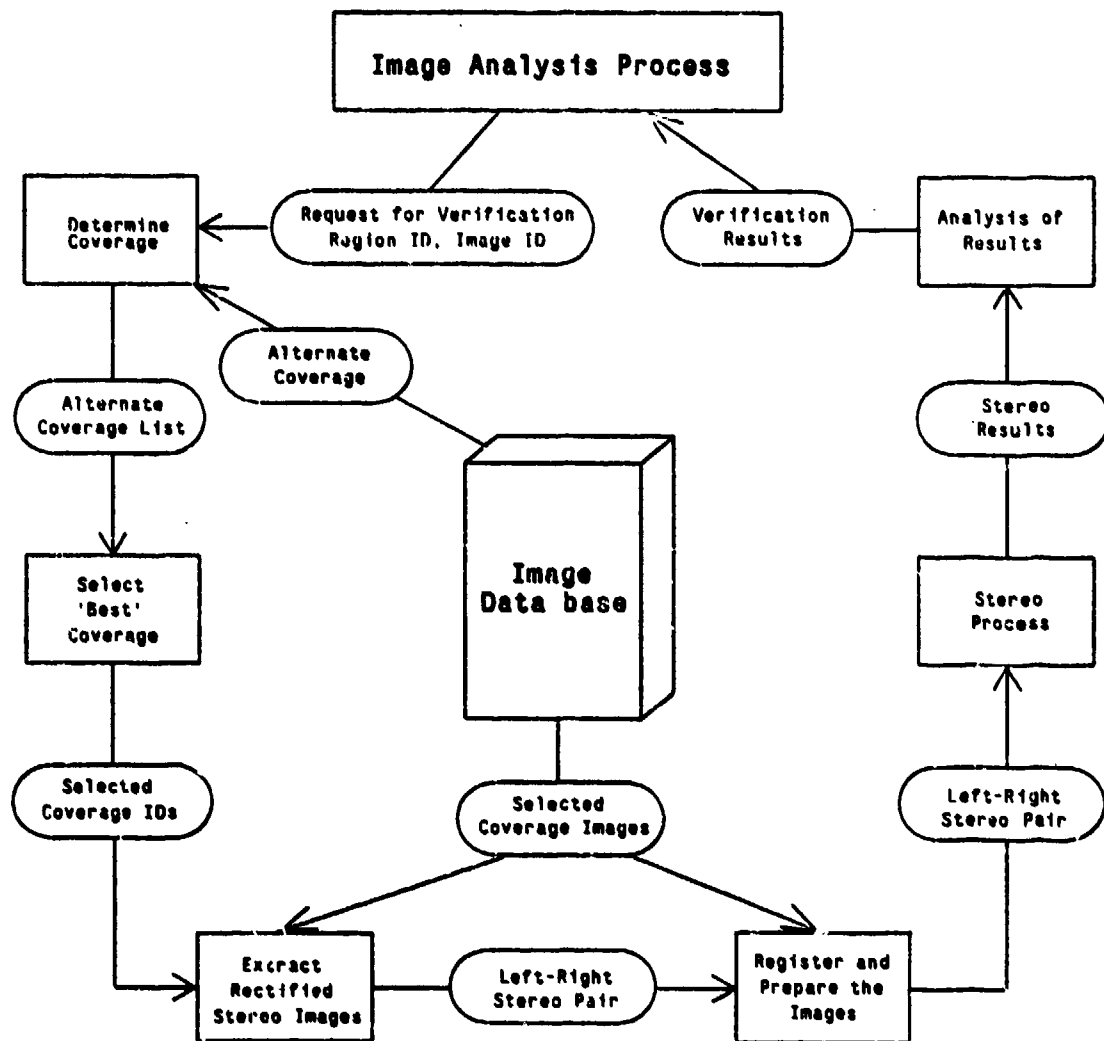 Image Analysis Process
Request for Verification
Region ID, Image ID
Verification
Results
Determine
Coverage
Analysis of
Results
Alternate
Coverage
Alternate
Coverage List
Stereo
Results
Image
Data base
Select
'Best'
Coverage
Stereo
Process
Selected
Coverage IDs
Selected
Coverage Images
Left-Right
Stereo Pair
Extract
Rectified
Stereo Images
Left-Right
Stereo Pair
Register and
Prepare the
Images